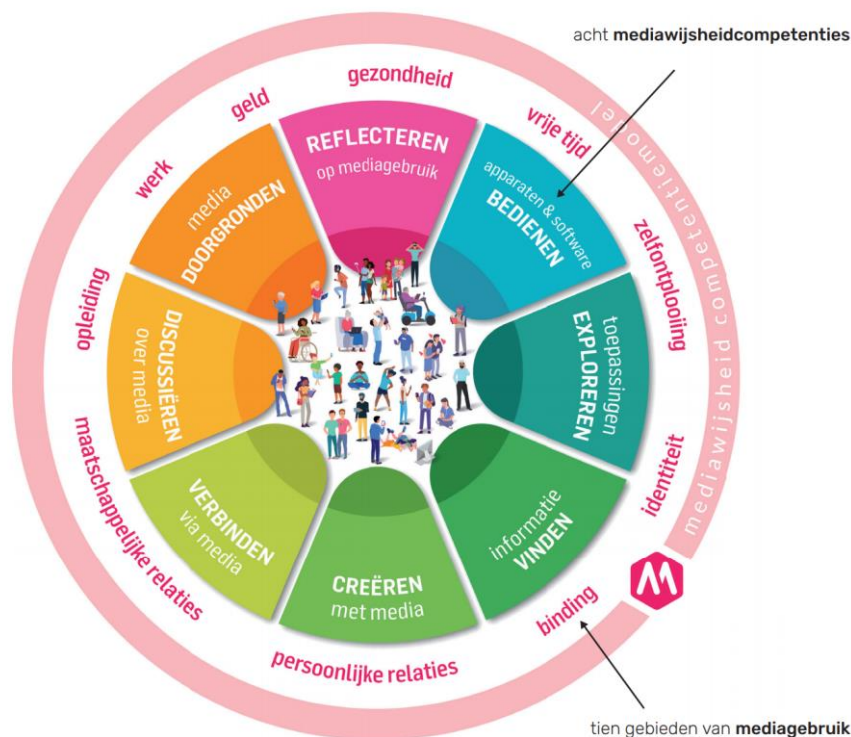 acht mediawijsheidcompetenties
mediawijsheid competentiemodel
gezondheid
vrije tijd
zelfontplooiing
identiteit
binding
persoonlijke relaties
maatschappelijke relaties
opleiding
werk
geld
REFLECTEREN
op mediagebruik
apparaten & software
BEDIENEN
toepassingen
EXPLOREREN
informatie
VINDEN
CREËREN
met media
VERBINDEN
via media
DISCUSSIËREN
over media
media
DOORGRONDEN
tien gebieden van mediagebruik